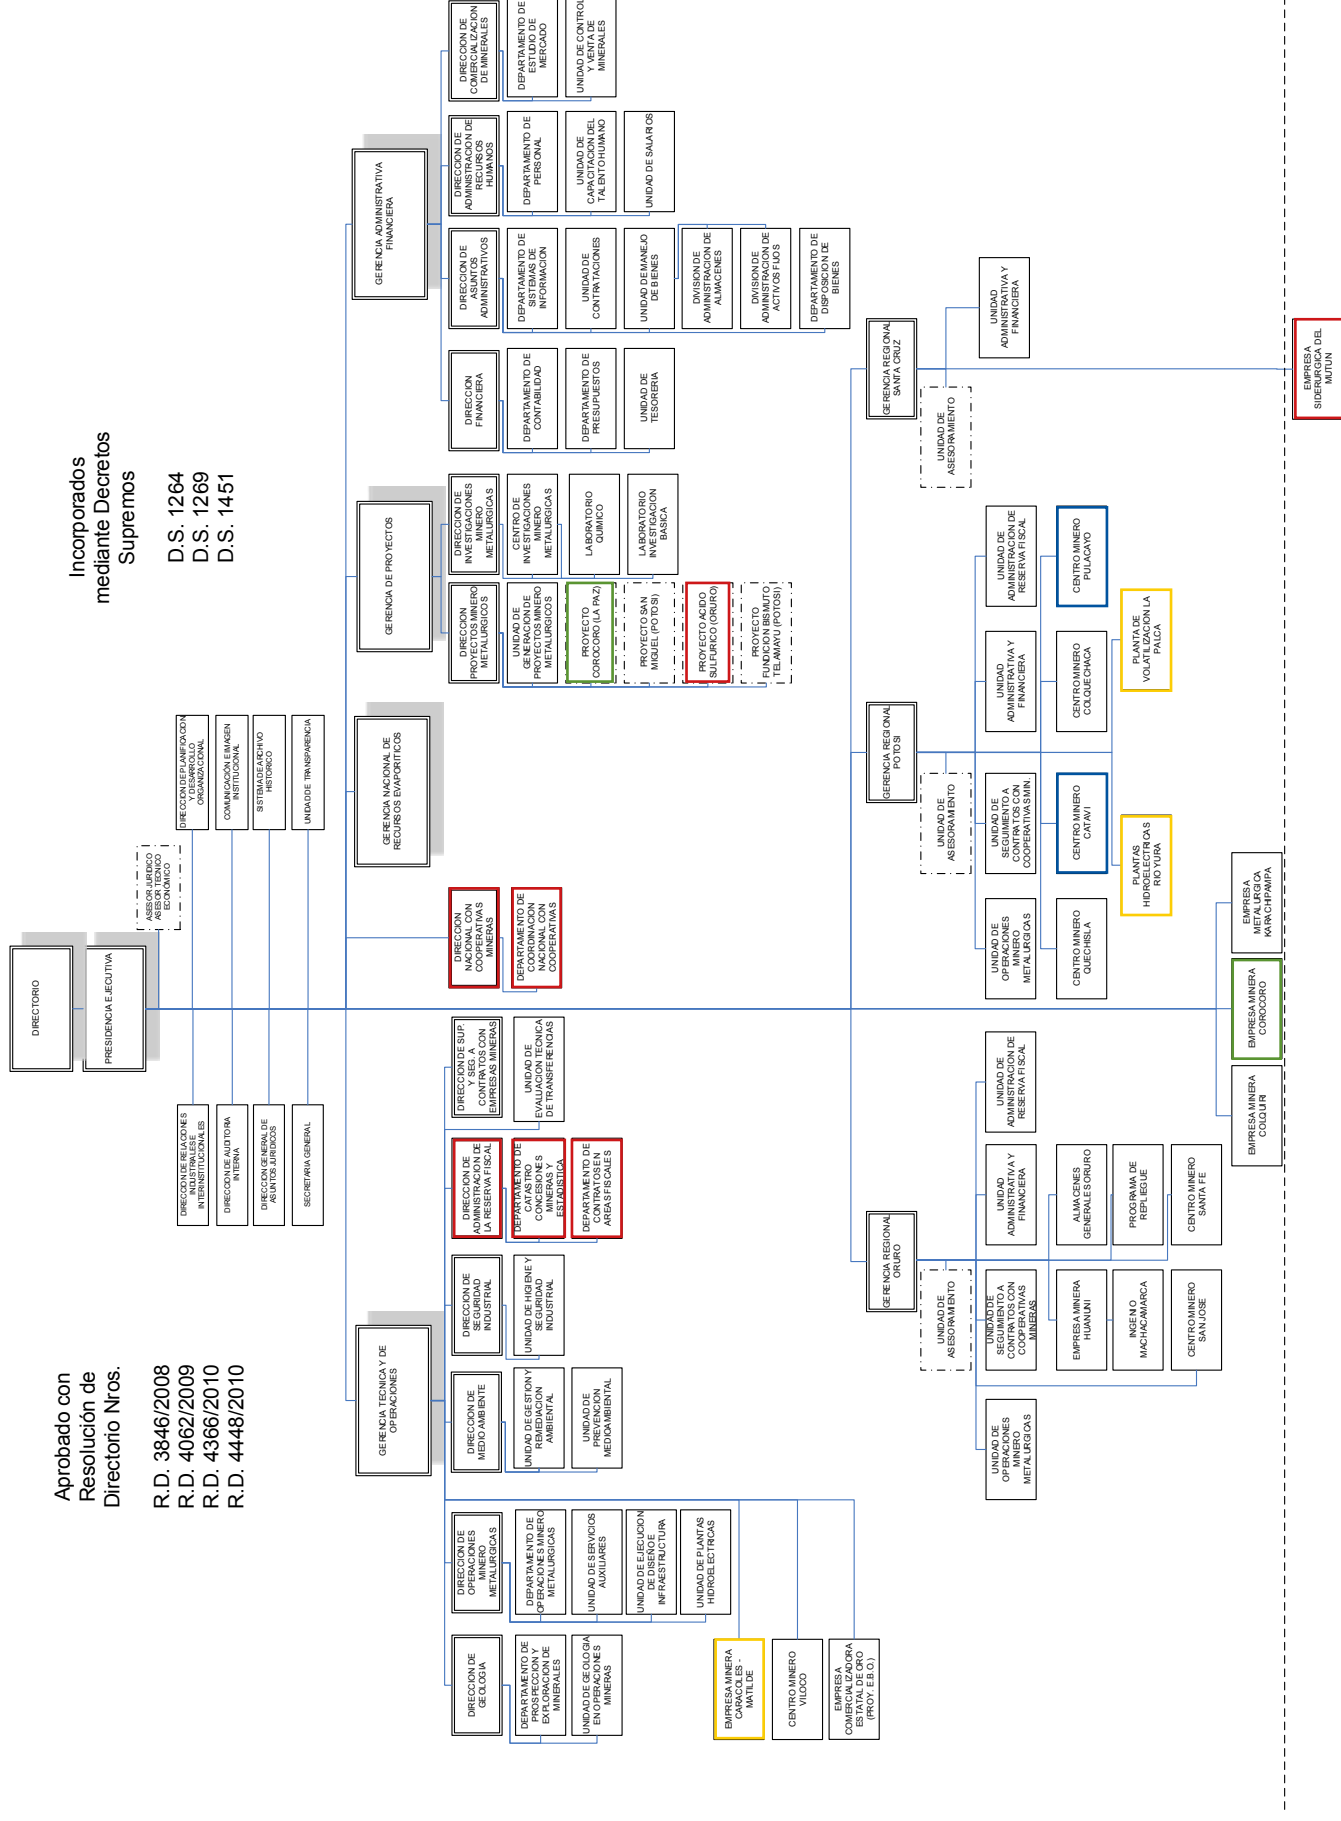 Aprobado con
Resolución de
Directorio Nros.
R.D. 3846/2008
R.D. 4062/2009
R.D. 4366/2010
R.D. 4448/2010
Incorporados
mediante Decretos
Supremos
D.S. 1264
D.S. 1269
D.S. 1451
DIRECTORIO
PRESIDENCIA EJECUTIVA
ASESOR JURIDICO
ASESOR TECNICO
ECONOMICO
DIRECCION DE RELACIONES
INDUSTRIALES E
INTERINSTITUCIONALES
DIRECCION DE AUDITORIA
INTERNA
DIRECCION GENERAL DE
ASUNTOS JURIDICOS
SECRETARIA GENERAL
DIRECCION DE PLANIFICACION
Y DESARROLLO
ORGANIZACIONAL
COMUNICACIÓN E IMAGEN
INSTITUCIONAL
SISTEMA DE ARCHIVO
HISTORICO
UNIDAD DE TRANSPARENCIA
GERENCIA TECNICA Y DE
OPERACIONES
GERENCIA NACIONAL DE
RECURSOS EVAPORITICOS
GERENCIA DE PROYECTOS
GERENCIA ADMINISTRATIVA
FINANCIERA
DIRECCION DE
GEOLOGIA
DEPARTAMENTO DE
PROSPECCION Y
EXPLORACION DE
MINERALES
UNIDAD DE GEOLOGIA
EN OPERACIONES
MINERAS
DIRECCION DE
OPERACIONES
MINERO
METALURGICAS
DEPARTAMENTO DE
OPERACIONES MINERO
METALURGICAS
UNIDAD DE SERVICIOS
AUXILIARES
UNIDAD DE EJECUCION
DE DISEÑO E
INFRAESTRUCTURA
UNIDAD DE PLANTAS
HIDROELECTRICAS
EMPRESA MINERA
CARACOLES -
MATILDE
CENTRO MINERO
VILOCO
EMPRESA
COMERCIALIZADORA
ESTATAL DE ORO
(PROY. E.B.O.)
DIRECCION DE
MEDIO AMBIENTE
UNIDAD DE GESTION Y
REMEDIACION
AMBIENTAL
UNIDAD DE
PREVENCION
MEDIOAMBIENTAL
DIRECCION DE
SEGURIDAD
INDUSTRIAL
UNIDAD DE HIGIENE Y
SEGURIDAD
INDUSTRIAL
DIRECCION DE
ADMINISTRACION DE
LA RESERVA FISCAL
DEPARTAMENTO DE
CATASTRO
CONCESIONES
MINERAS Y
ESTADISTICA
DEPARTAMENTO DE
CONTRATOS EN
AREAS FISCALES
DIRECCION DE SUP.
Y SEG. A
CONTRATOS CON
EMPRESAS MINERAS
UNIDAD DE
EVALUACION TECNICA
DE TRANSFERENCIAS
DIRECCION
NACIONAL CON
COOPERATIVAS
MINERAS
DEPARTAMENTO DE
COORDINACION
NACIONAL CON
COOPERATIVAS
DIRECCION
PROYECTOS MINERO
METALURGICOS
UNIDAD DE
GENERACION DE
PROYECTOS MINERO
METALURGICOS
PROYECTO
COROCORO (LA PAZ)
PROYECTO SAN
MIGUEL (POTOSI)
PROYECTO ACIDO
SULFURICO (ORURO)
PROYECTO
FUNDICION BISMUTO
TELAMAYU (POTOSI)
DIRECCION DE
INVESTIGACIONES
MINERO
METALURGICAS
CENTRO DE
INVESTIGACIONES
MINERO
METALURGICAS
LABORATORIO
QUIMICO
LABORATORIO
INVESTIGACION
BASICA
DIRECCION
FINANCIERA
DEPARTAMENTO DE
CONTABILIDAD
DEPARTAMENTO DE
PRESUPUESTOS
UNIDAD DE
TESORERIA
DIRECCION DE
ASUNTOS
ADMINISTRATIVOS
DEPARTAMENTO DE
SISTEMAS DE
INFORMACION
UNIDAD DE
CONTRATACIONES
UNIDAD DE MANEJO
DE BIENES
DIVISION DE
ADMINISTRACION DE
ALMACENES
DIVISION DE
ADMINISTRACION DE
ACTIVOS FIJOS
DEPARTAMENTO DE
DISPOSICION DE
BIENES
DIRECCION DE
ADMINISTRACION DE
RECURSOS
HUMANOS
DEPARTAMENTO DE
PERSONAL
UNIDAD DE
CAPACITACION DEL
TALENTO HUMANO
UNIDAD DE SALARIOS
DIRECCION DE
COMERCIALIZACION
DE MINERALES
DEPARTAMENTO DE
ESTUDIO DE
MERCADO
UNIDAD DE CONTROL
Y VENTA DE
MINERALES
GERENCIA REGIONAL
ORURO
UNIDAD DE
ASESORAMIENTO
UNIDAD DE
OPERACIONES
MINERO
METALURGICAS
UNIDAD DE
SEGUIMIENTO A
CONTRATOS CON
COOPERATIVAS
MINERAS
UNIDAD
ADMINISTRATIVA Y
FINANCIERA
UNIDAD DE
ADMINISTRACION DE
RESERVA FISCAL
EMPRESA MINERA
HUANUNI
ALMACENES
GENERALES ORURO
INGENIO
MACHACAMARCA
PROGRAMA DE
REPLIEGUE
CENTRO MINERO
SAN JOSE
CENTRO MINERO
SANTA FE
GERENCIA REGIONAL
POTOSI
UNIDAD DE
ASESORAMIENTO
UNIDAD DE
OPERACIONES
MINERO
METALURGICAS
UNIDAD DE
SEGUIMIENTO A
CONTRATOS CON
COOPERATIVAS MIN.
UNIDAD
ADMINISTRATIVA Y
FINANCIERA
UNIDAD DE
ADMINISTRACION DE
RESERVA FISCAL
CENTRO MINERO
QUECHISLA
CENTRO MINERO
CATAVI
CENTRO MINERO
COLQUECHACA
CENTRO MINERO
PULACAYO
PLANTAS
HIDROELECTRICAS
RIO YURA
PLANTA DE
VOLATILIZACION LA
PALCA
GERENCIA REGIONAL
SANTA CRUZ
UNIDAD DE
ASESORAMIENTO
UNIDAD
ADMINISTRATIVA Y
FINANCIERA
EMPRESA MINERA
COLQUIRI
EMPRESA MINERA
COROCORO
EMPRESA
METALURGICA
KARACHIPAMPA
EMPRESA
SIDERURGICA DEL
MUTUN